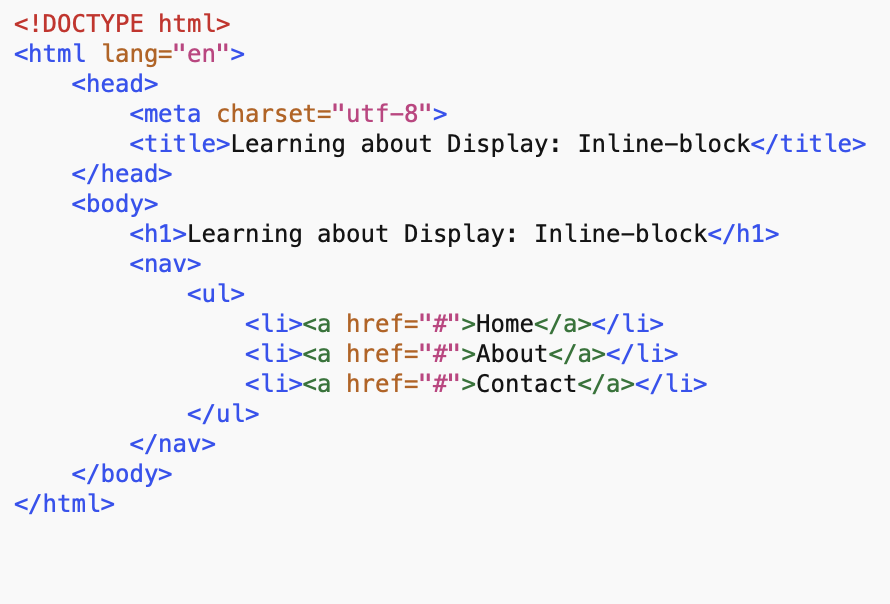 <!DOCTYPE html>
<html lang="en">
    <head>
        <meta charset="utf-8">
        <title>Learning about Display: Inline-block</title>
    </head>
    <body>
        <h1>Learning about Display: Inline-block</h1>
        <nav>
            <ul>
                <li><a href="#">Home</a></li>
                <li><a href="#">About</a></li>
                <li><a href="#">Contact</a></li>
            </ul>
        </nav>
    </body>
</html>